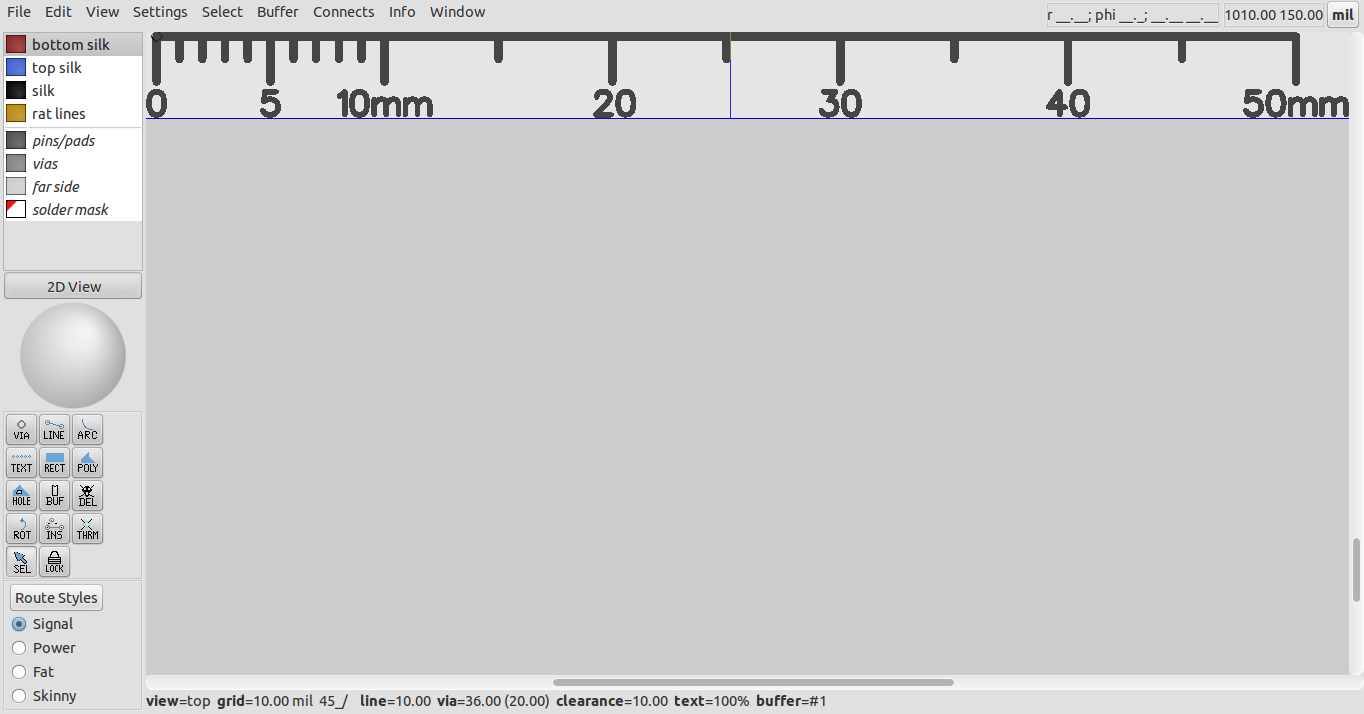 File Edit View Settings Select Buffer Connects Info Window
r __.__; phi __._; __.__ __.__ 1010.00 150.00 mil
bottom silk
top silk
silk
rat lines
pins/pads
vias
far side
solder mask
0 5 10mm 20 30 40 50mm
2D View
VIA LINE ARC
TEXT RECT POLY
HOLE BUF DEL
ROT INS THRM
SEL LOCK
Route Styles
Signal
Power
Fat
Skinny
view=top grid=10.00 mil 45_/ line=10.00 via=36.00 (20.00) clearance=10.00 text=100% buffer=#1